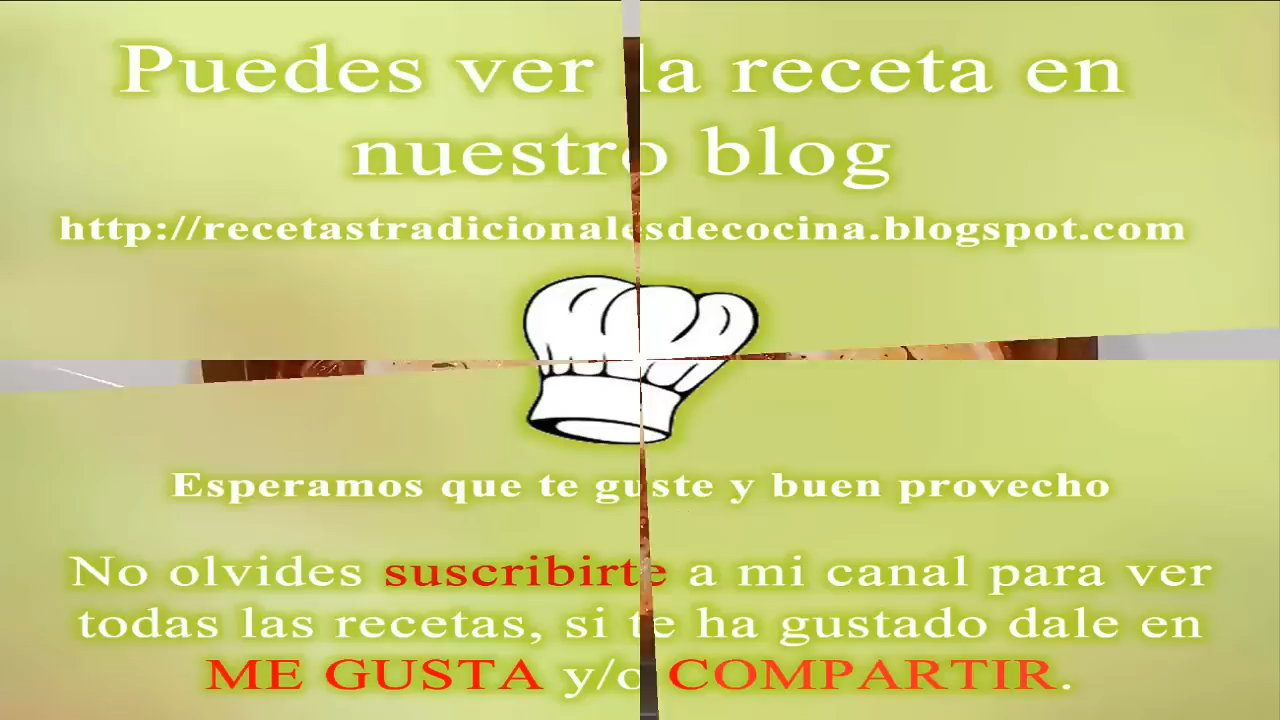 Puedes ver la receta en
nuestro blog
http://recetastradicionalesdecocina.blogspot.com
Esperamos que te guste y buen provecho
No olvides suscribirte a mi canal para ver
todas las recetas, si te ha gustado dale en
ME GUSTA y/o COMPARTIR.